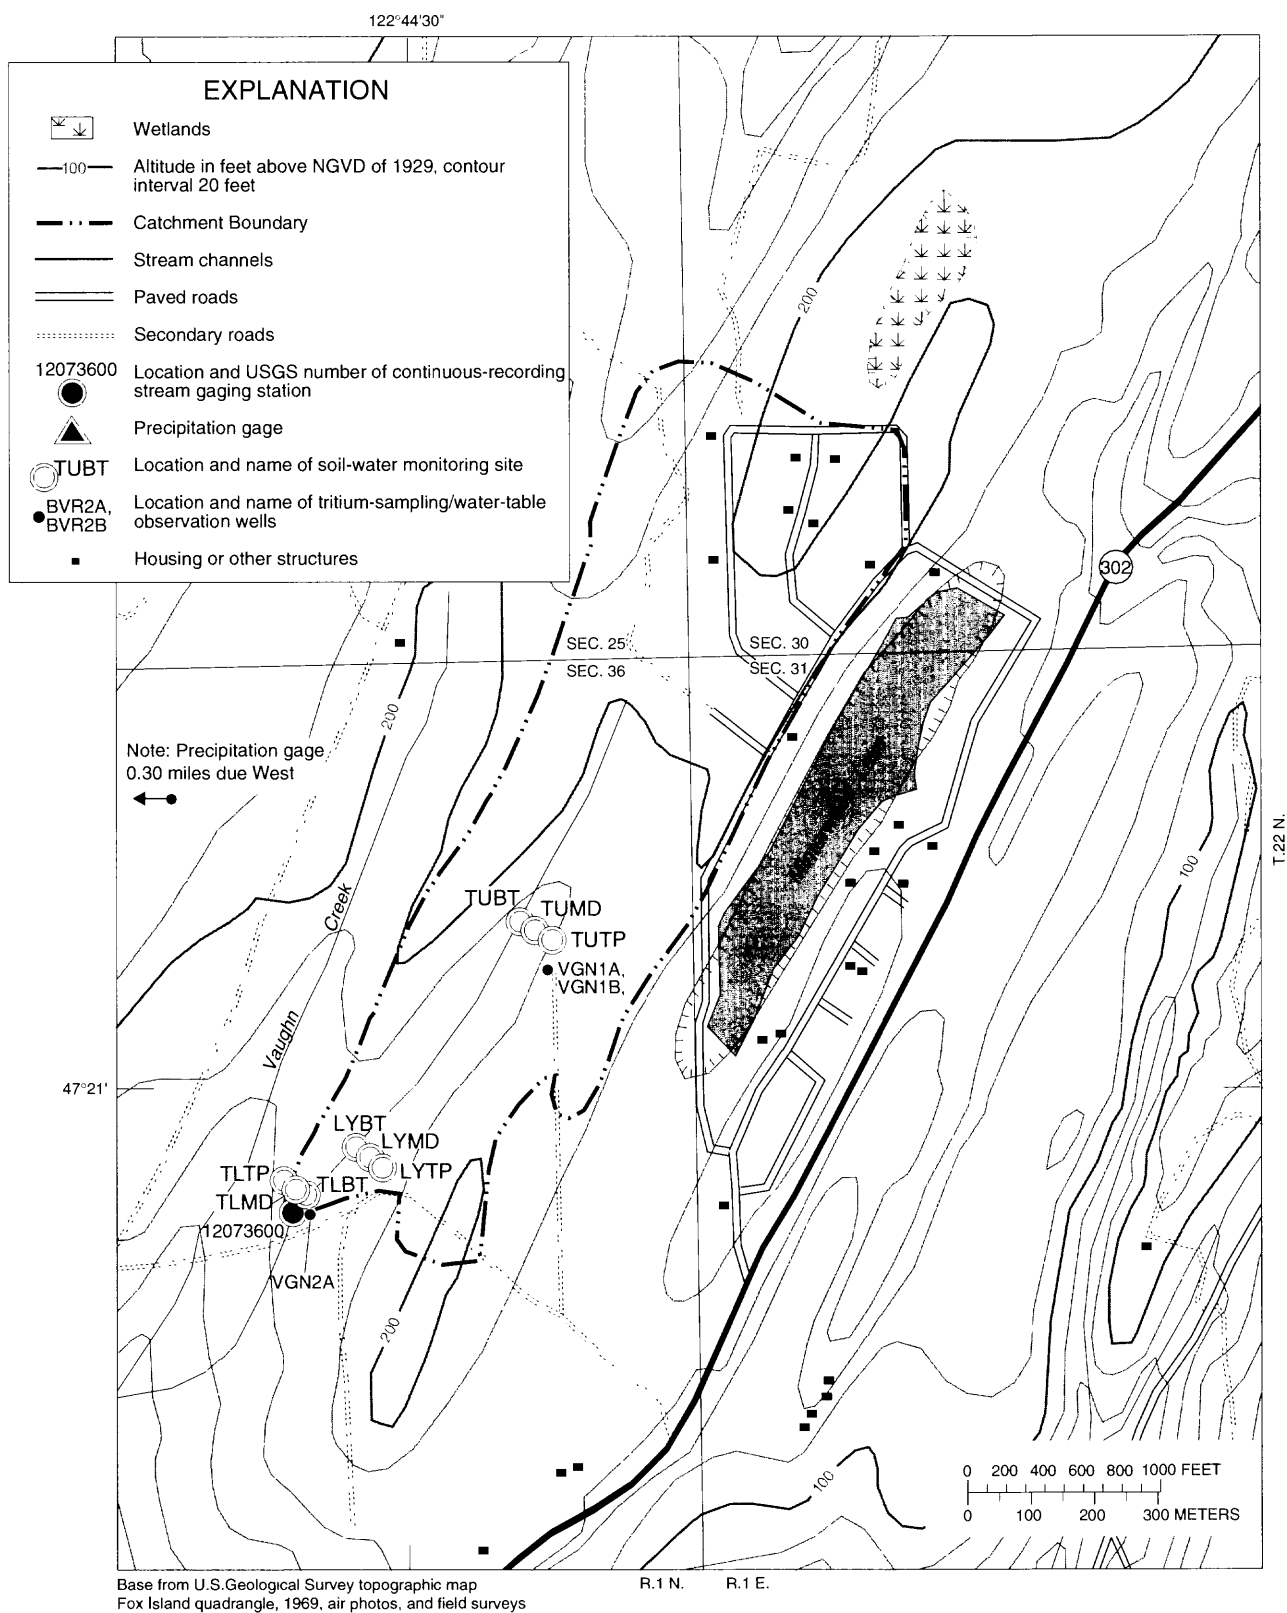 122°44'30"
EXPLANATION
Wetlands
100
Altitude in feet above NGVD of 1929, contour
interval 20 feet
Catchment Boundary
Stream channels
Paved roads
Secondary roads
12073600
Location and USGS number of continuous-recording
stream gaging station
Precipitation gage
TUBT
Location and name of soil-water monitoring site
BVR2A,
BVR2B
Location and name of tritium-sampling/water-table
observation wells
Housing or other structures
200
302
SEC. 25
SEC. 30
SEC. 36
SEC. 31
200
Note: Precipitation gage
0.30 miles due West
T.22 N.
100
Vaughn Creek
TUBT
TUMD
TUTP
VGN1A,
VGN1B,
47°21'
LYBT
LYMD
LYTP
TLTP
TLBT
TLMD
12073600
VGN2A
200
100
0 200 400 600 800 1000 FEET
0 100 200 300 METERS
Base from U.S.Geological Survey topographic map
Fox Island quadrangle, 1969, air photos, and field surveys
R.1 N.
R.1 E.